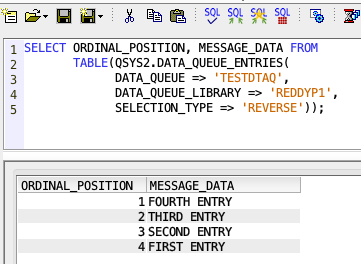 SQL SQL SQL SQL
1 SELECT ORDINAL_POSITION, MESSAGE_DATA FROM
2 TABLE(QSYS2.DATA_QUEUE_ENTRIES(
3 DATA_QUEUE => 'TESTDTAQ',
4 DATA_QUEUE_LIBRARY => 'REDDYP1',
5 SELECTION_TYPE => 'REVERSE'));
ORDINAL_POSITION MESSAGE_DATA
1 FOURTH ENTRY
2 THIRD ENTRY
3 SECOND ENTRY
4 FIRST ENTRY